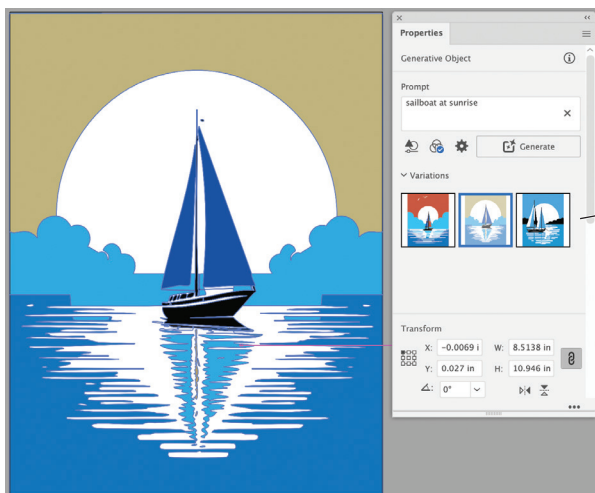 Properties
Generative Object
Prompt
sailboat at sunrise
Generate
Variations
Transform
X: -0.0069 i W: 8.5138 in
Y: 0.027 in H: 10.946 in
0°